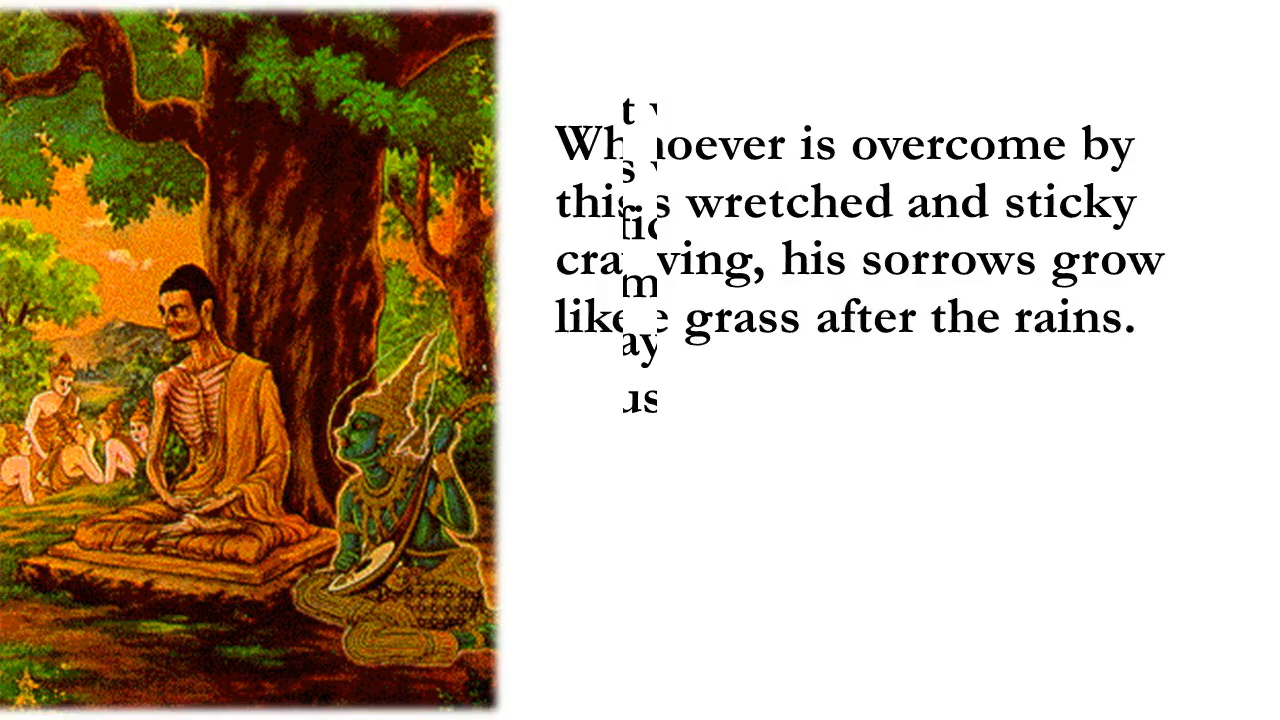 Whoever is overcome by
this wretched and sticky
craving, his sorrows grow
like grass after the rains.